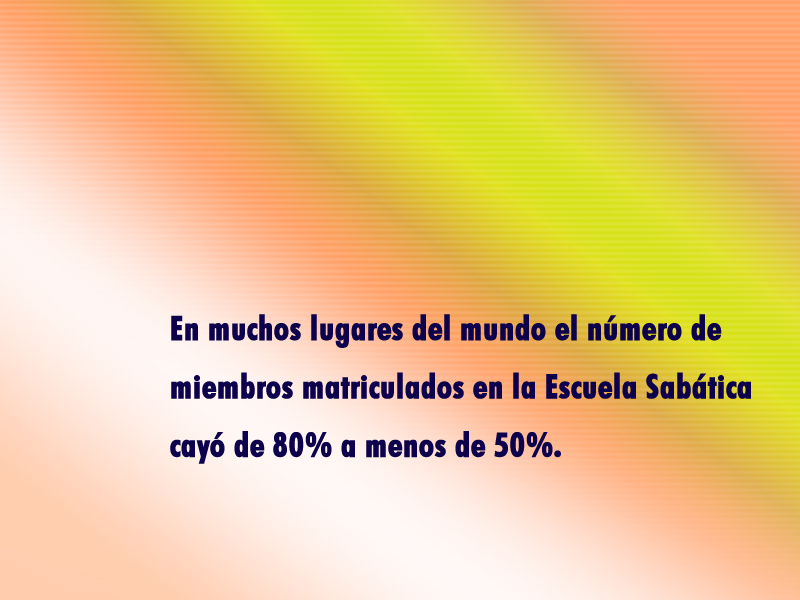 En muchos lugares del mundo el número de
miembros matriculados en la Escuela Sabática
cayó de 80% a menos de 50%.